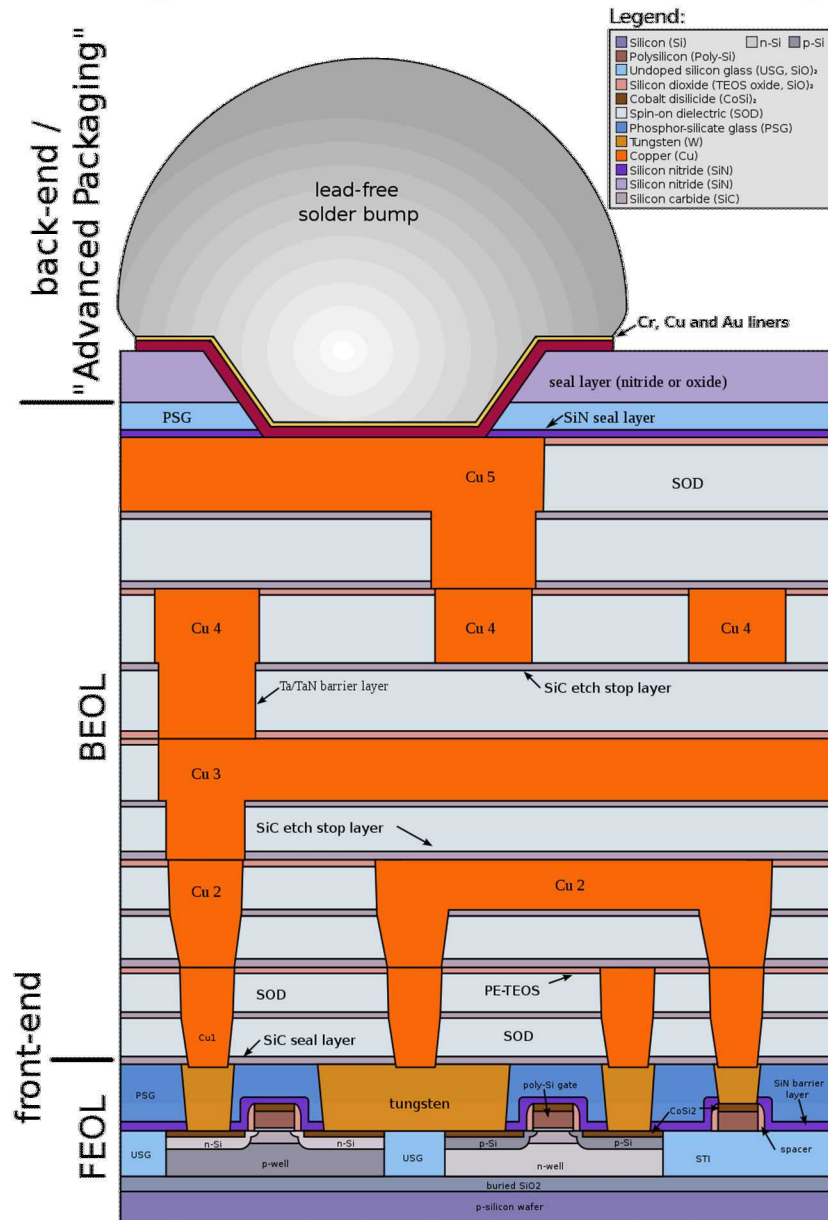 Legend:
Silicon (Si)
n-Si
p-Si
Polysilicon (Poly-Si)
Undoped silicon glass (USG, SiO)₂
Silicon dioxide (TEOS oxide, SiO)₂
Cobalt disilicide (CoSi)₂
Spin-on dielectric (SOD)
Phosphor-silicate glass (PSG)
Tungsten (W)
Copper (Cu)
Silicon nitride (SiN)
Silicon nitride (SiN)
Silicon carbide (SiC)
back-end /
"Advanced Packaging"
lead-free
solder bump
Cr, Cu and Au liners
seal layer (nitride or oxide)
PSG
SiN seal layer
Cu 5
SOD
BEOL
Cu 4
Cu 4
Cu 4
SiC etch stop layer
Ta/TaN barrier layer
Cu 3
SiC etch stop layer
Cu 2
Cu 2
front-end
SOD
PE-TEOS
Cu1
SiC seal layer
SOD
FEOL
PSG
tungsten
poly-Si gate
CoSi2
SiN barrier
layer
n-Si
n-Si
p-Si
p-Si
spacer
USG
p-well
USG
n-well
STI
buried SiO2
p-silicon wafer